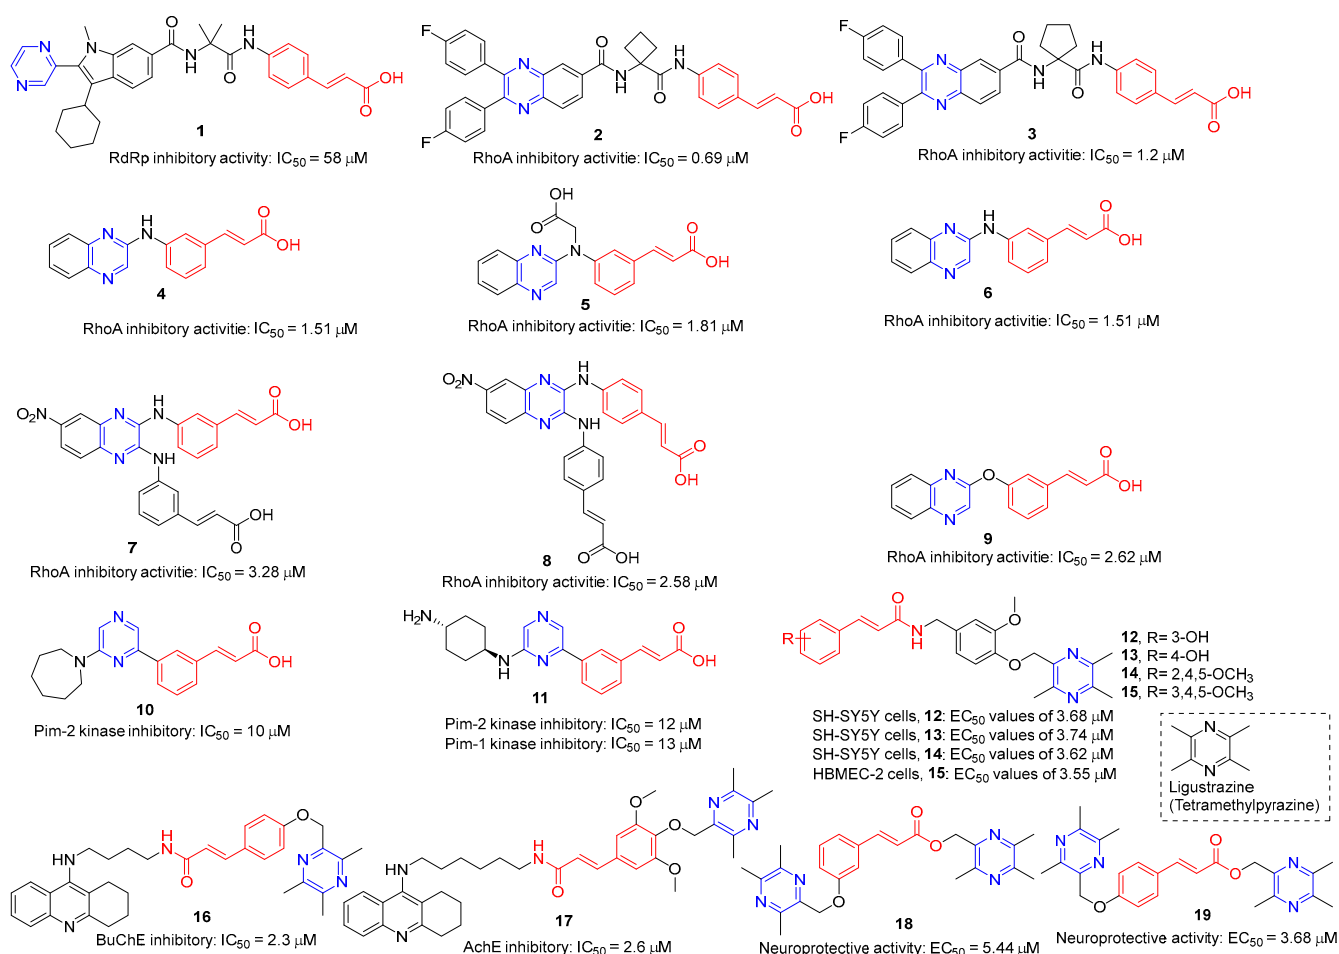 1
RdRp inhibitory activity: IC50 = 58 μM
2
RhoA inhibitory activitie: IC50 = 0.69 μM
3
RhoA inhibitory activitie: IC50 = 1.2 μM
4
RhoA inhibitory activitie: IC50 = 1.51 μM
5
RhoA inhibitory activitie: IC50 = 1.81 μM
6
RhoA inhibitory activitie: IC50 = 1.51 μM
7
RhoA inhibitory activitie: IC50 = 3.28 μM
8
RhoA inhibitory activitie: IC50 = 2.58 μM
9
RhoA inhibitory activitie: IC50 = 2.62 μM
10
Pim-2 kinase inhibitory: IC50 = 10 μM
11
Pim-2 kinase inhibitory: IC50 = 12 μM
Pim-1 kinase inhibitory: IC50 = 13 μM
12, R= 3-OH
13, R= 4-OH
14, R= 2,4,5-OCH3
15, R= 3,4,5-OCH3
SH-SY5Y cells, 12: EC50 values of 3.68 μM
SH-SY5Y cells, 13: EC50 values of 3.74 μM
SH-SY5Y cells, 14: EC50 values of 3.62 μM
HBMEC-2 cells, 15: EC50 values of 3.55 μM
Ligustrazine
(Tetramethylpyrazine)
16
BuChE inhibitory: IC50 = 2.3 μM
17
AchE inhibitory: IC50 = 2.6 μM
18
Neuroprotective activity: EC50 = 5.44 μM
19
Neuroprotective activity: EC50 = 3.68 μM